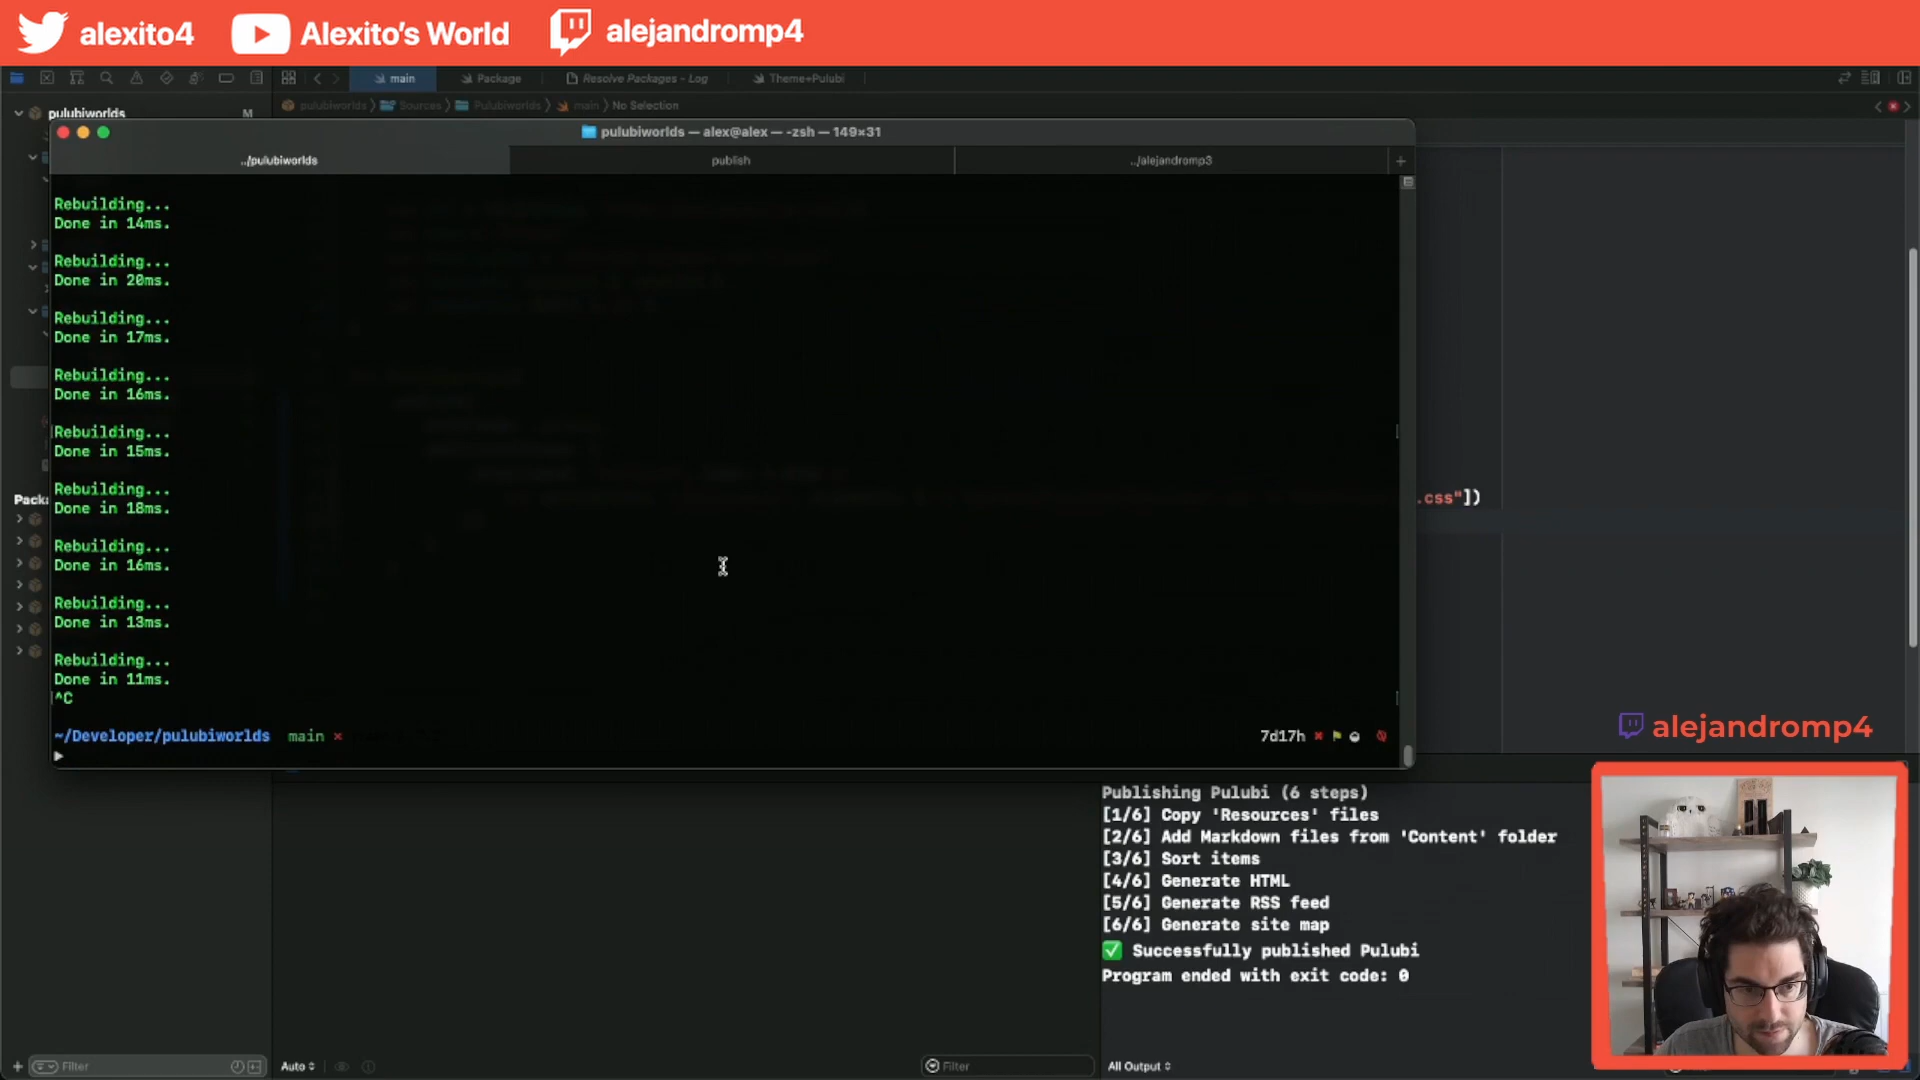 alexito4
Alexito's World
alejandromp4
main
Package
Resolve Packages - Log
Theme+Pulubi
pulubiworlds
M
pulubiworlds
Sources
Pulubiworlds
main
No Selection
pulubiworlds — alex@alex — -zsh — 149×31
../pulubiworlds
publish
../alejandromp3
Rebuilding...
Done in 14ms.
Rebuilding...
Done in 20ms.
Rebuilding...
Done in 17ms.
Rebuilding...
Done in 16ms.
Rebuilding...
Done in 15ms.
Rebuilding...
Done in 18ms.
Rebuilding...
Done in 16ms.
Rebuilding...
Done in 13ms.
Rebuilding...
Done in 11ms.
^C
~/Developer/pulubiworlds main ×
7d17h
.css"])
alejandromp4
Publishing Pulubi (6 steps)
[1/6] Copy 'Resources' files
[2/6] Add Markdown files from 'Content' folder
[3/6] Sort items
[4/6] Generate HTML
[5/6] Generate RSS feed
[6/6] Generate site map
✅ Successfully published Pulubi
Program ended with exit code: 0
Filter
Auto
Filter
All Output